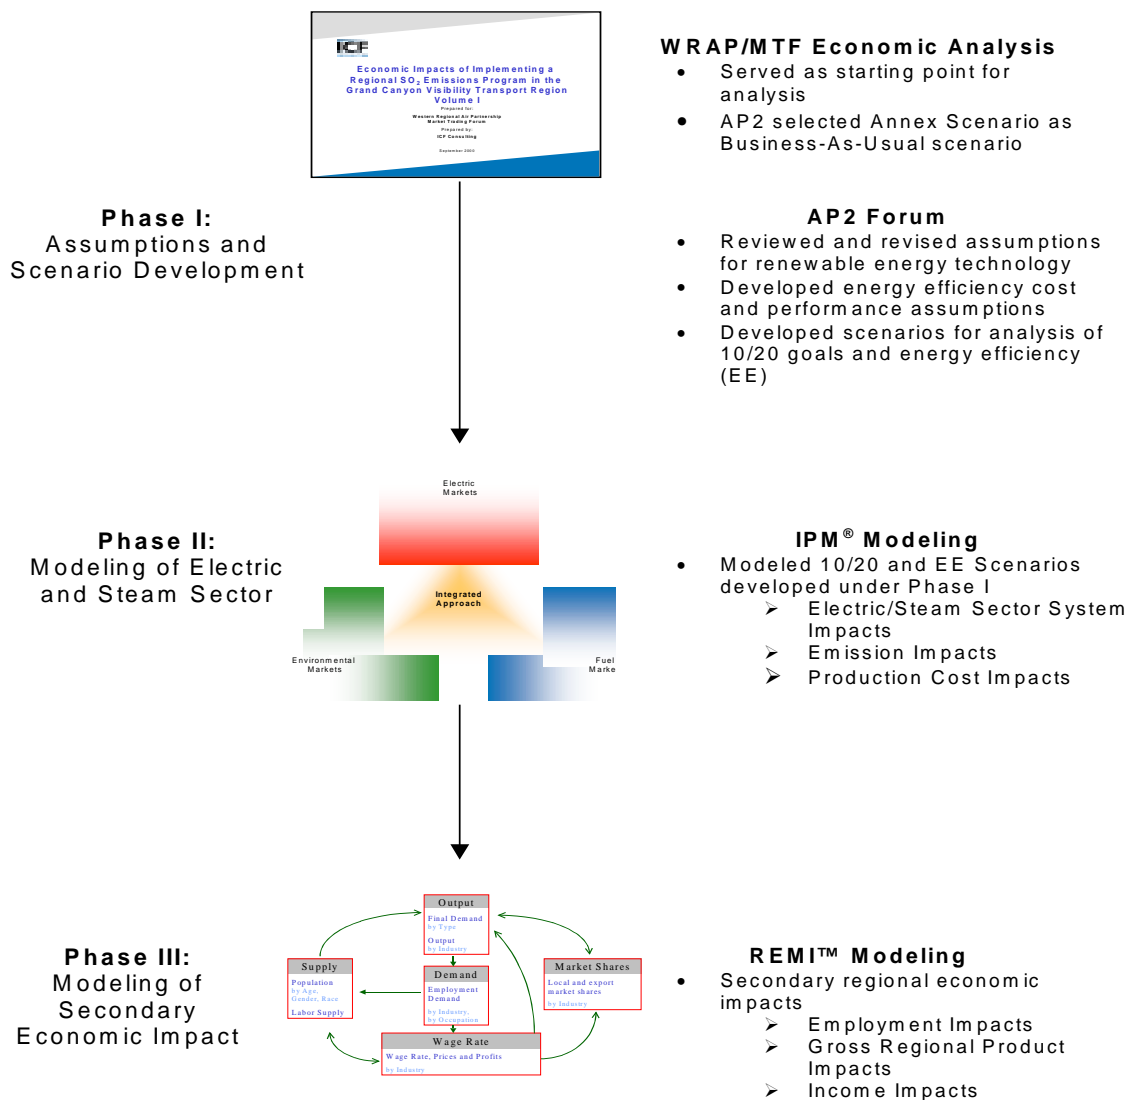 ICF
Economic Impacts of Implementing a
Regional SO₂ Emissions Program in the
Grand Canyon Visibility Transport Region
Volume I
Prepared for:
Western Regional Air Partnership
Market Trading Forum
Prepared by:
ICF Consulting
September 2000
WRAP/MTF Economic Analysis
• Served as starting point for
analysis
• AP2 selected Annex Scenario as
Business-As-Usual scenario
Phase I:
Assumptions and
Scenario Development
AP2 Forum
• Reviewed and revised assumptions
for renewable energy technology
• Developed energy efficiency cost
and performance assumptions
• Developed scenarios for analysis of
10/20 goals and energy efficiency
(EE)
Phase II:
Modeling of Electric
and Steam Sector
Electric
Markets
Integrated
Approach
Environmental
Markets
Fuel
Marke
IPM® Modeling
• Modeled 10/20 and EE Scenarios
developed under Phase I
➢ Electric/Steam Sector System
Impacts
➢ Emission Impacts
➢ Production Cost Impacts
Phase III:
Modeling of
Secondary
Economic Impact
Output
Final Demand
by Type
Output
by Industry
Supply
Population
by Age,
Gender, Race
Labor Supply
Demand
Employment
Demand
by Industry,
by Occupation
Market Shares
Local and export
market shares
by Industry
Wage Rate
Wage Rate, Prices and Profits
by Industry
REMI™ Modeling
• Secondary regional economic
impacts
➢ Employment Impacts
➢ Gross Regional Product
Impacts
➢ Income Impacts